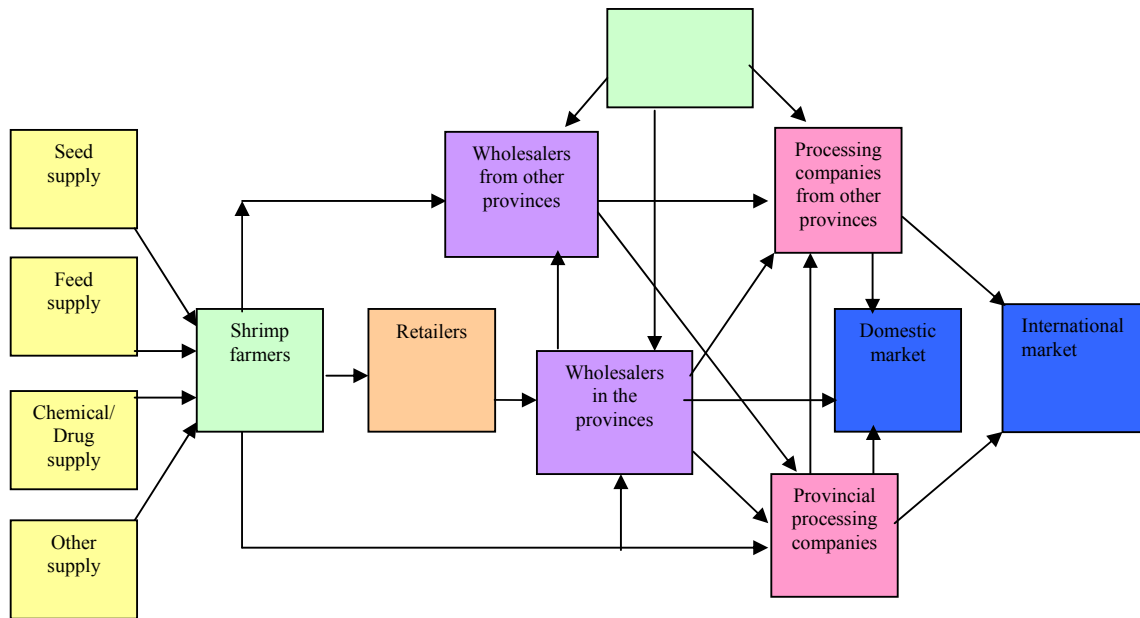 Seed
supply
Feed
supply
Chemical/
Drug
supply
Other
supply
Shrimp
farmers
Retailers
Wholesalers
from other
provinces
Wholesalers
in the
provinces
Processing
companies
from other
provinces
Provincial
processing
companies
Domestic
market
International
market